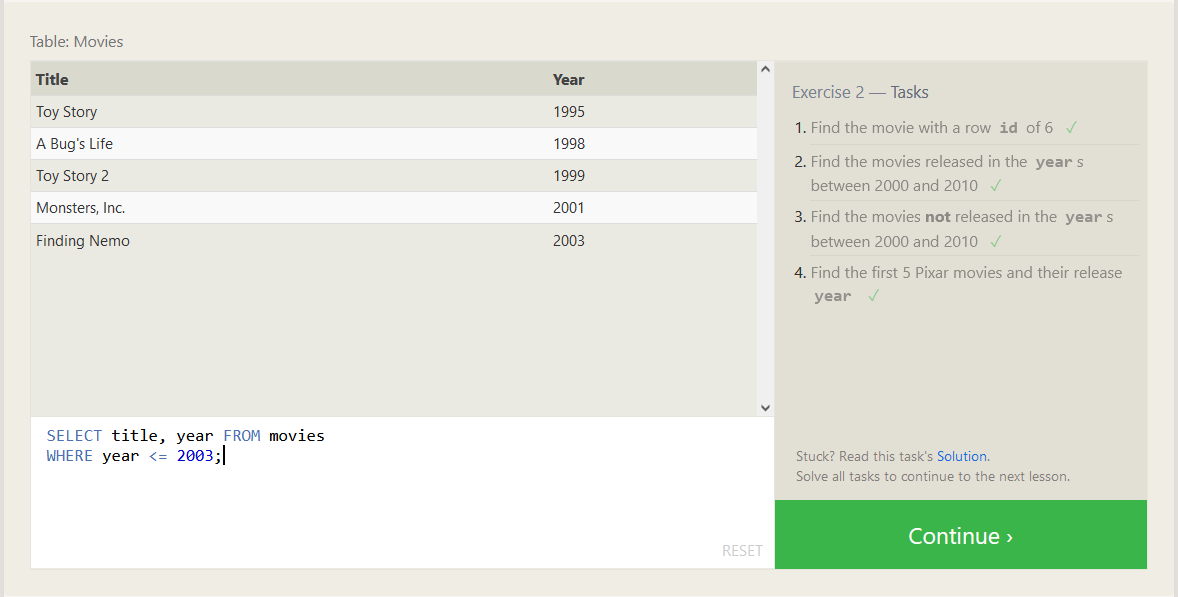 Table: Movies
Title Year
Toy Story 1995
A Bug's Life 1998
Toy Story 2 1999
Monsters, Inc. 2001
Finding Nemo 2003
SELECT title, year FROM movies
WHERE year <= 2003;
RESET
Exercise 2 — Tasks
1. Find the movie with a row id of 6 ✓
2. Find the movies released in the year s
between 2000 and 2010 ✓
3. Find the movies not released in the year s
between 2000 and 2010 ✓
4. Find the first 5 Pixar movies and their release
year ✓
Stuck? Read this task's Solution.
Solve all tasks to continue to the next lesson.
Continue ›